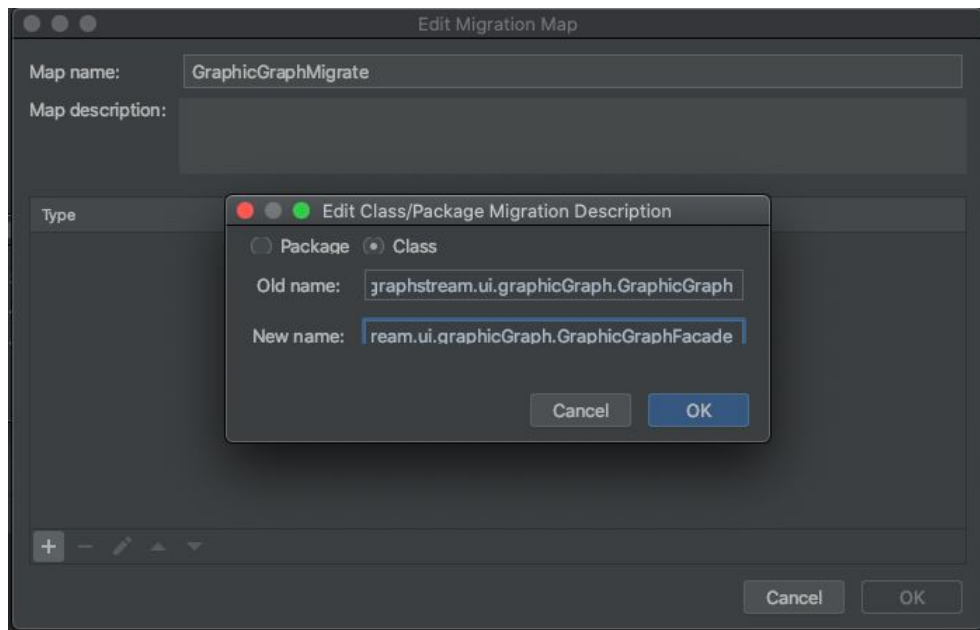 Edit Migration Map
Map name: GraphicGraphMigrate
Map description:
Type
Edit Class/Package Migration Description
Package Class
Old name: graphstream.ui.graphicGraph.GraphicGraph
New name: ream.ui.graphicGraph.GraphicGraphFacade
Cancel OK
Cancel OK